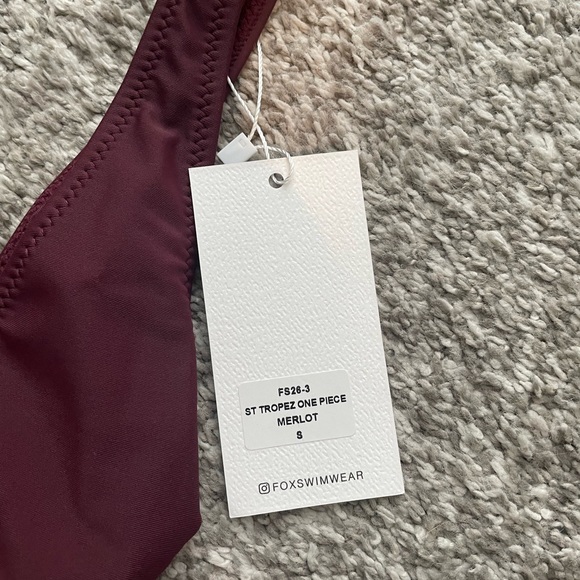 FS26-3
ST TROPEZ ONE PIECE
MERLOT
S
FOXSWIMWEAR